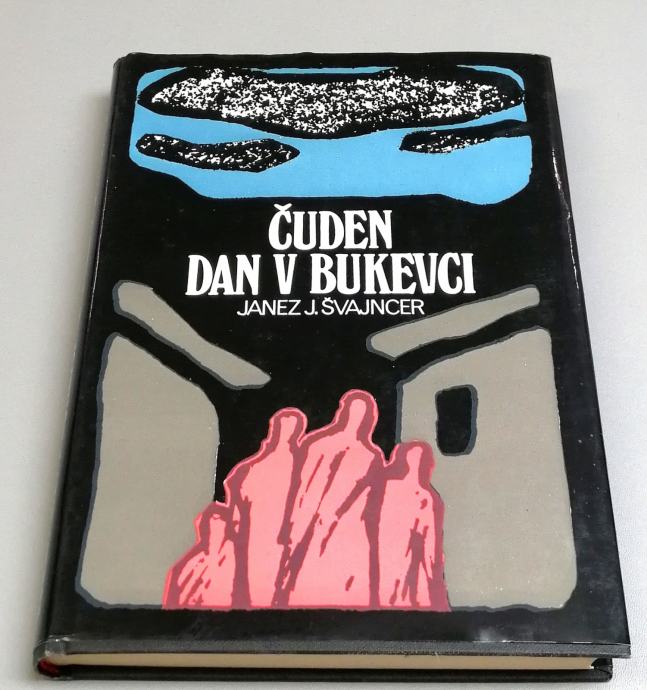 ČUDEN
DAN V BUKEVCI
JANEZ J. ŠVAJNCER